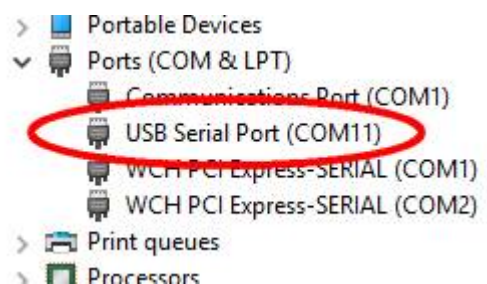 Portable Devices
Ports (COM & LPT)
Communications Port (COM1)
USB Serial Port (COM11)
WCH PCI Express-SERIAL (COM1)
WCH PCI Express-SERIAL (COM2)
Print queues
Processors